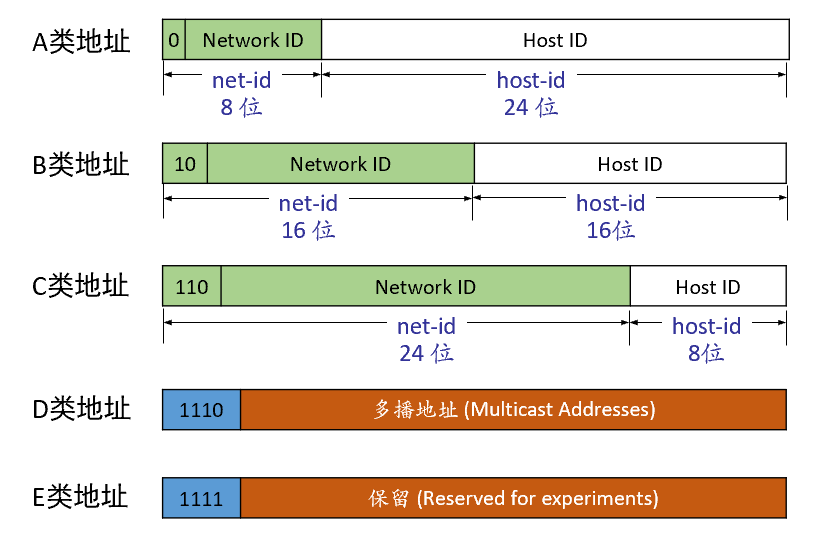 A类地址
0
Network ID
Host ID
net-id
8 位
host-id
24 位
B类地址
10
Network ID
Host ID
net-id
16 位
host-id
16位
C类地址
110
Network ID
Host ID
net-id
24 位
host-id
8位
D类地址
1110
多播地址 (Multicast Addresses)
E类地址
1111
保留 (Reserved for experiments)